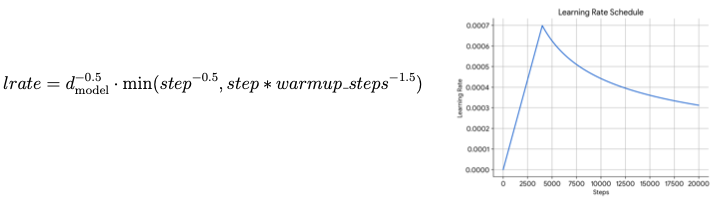 lrate = d_model^−0.5 · min(step^−0.5, step * warmup_steps^−1.5)
Learning Rate Schedule
Learning Rate
0.0007
0.0006
0.0005
0.0004
0.0003
0.0002
0.0001
0.0000
0 2500 5000 7500 10000 12500 15000 17500 20000
Steps